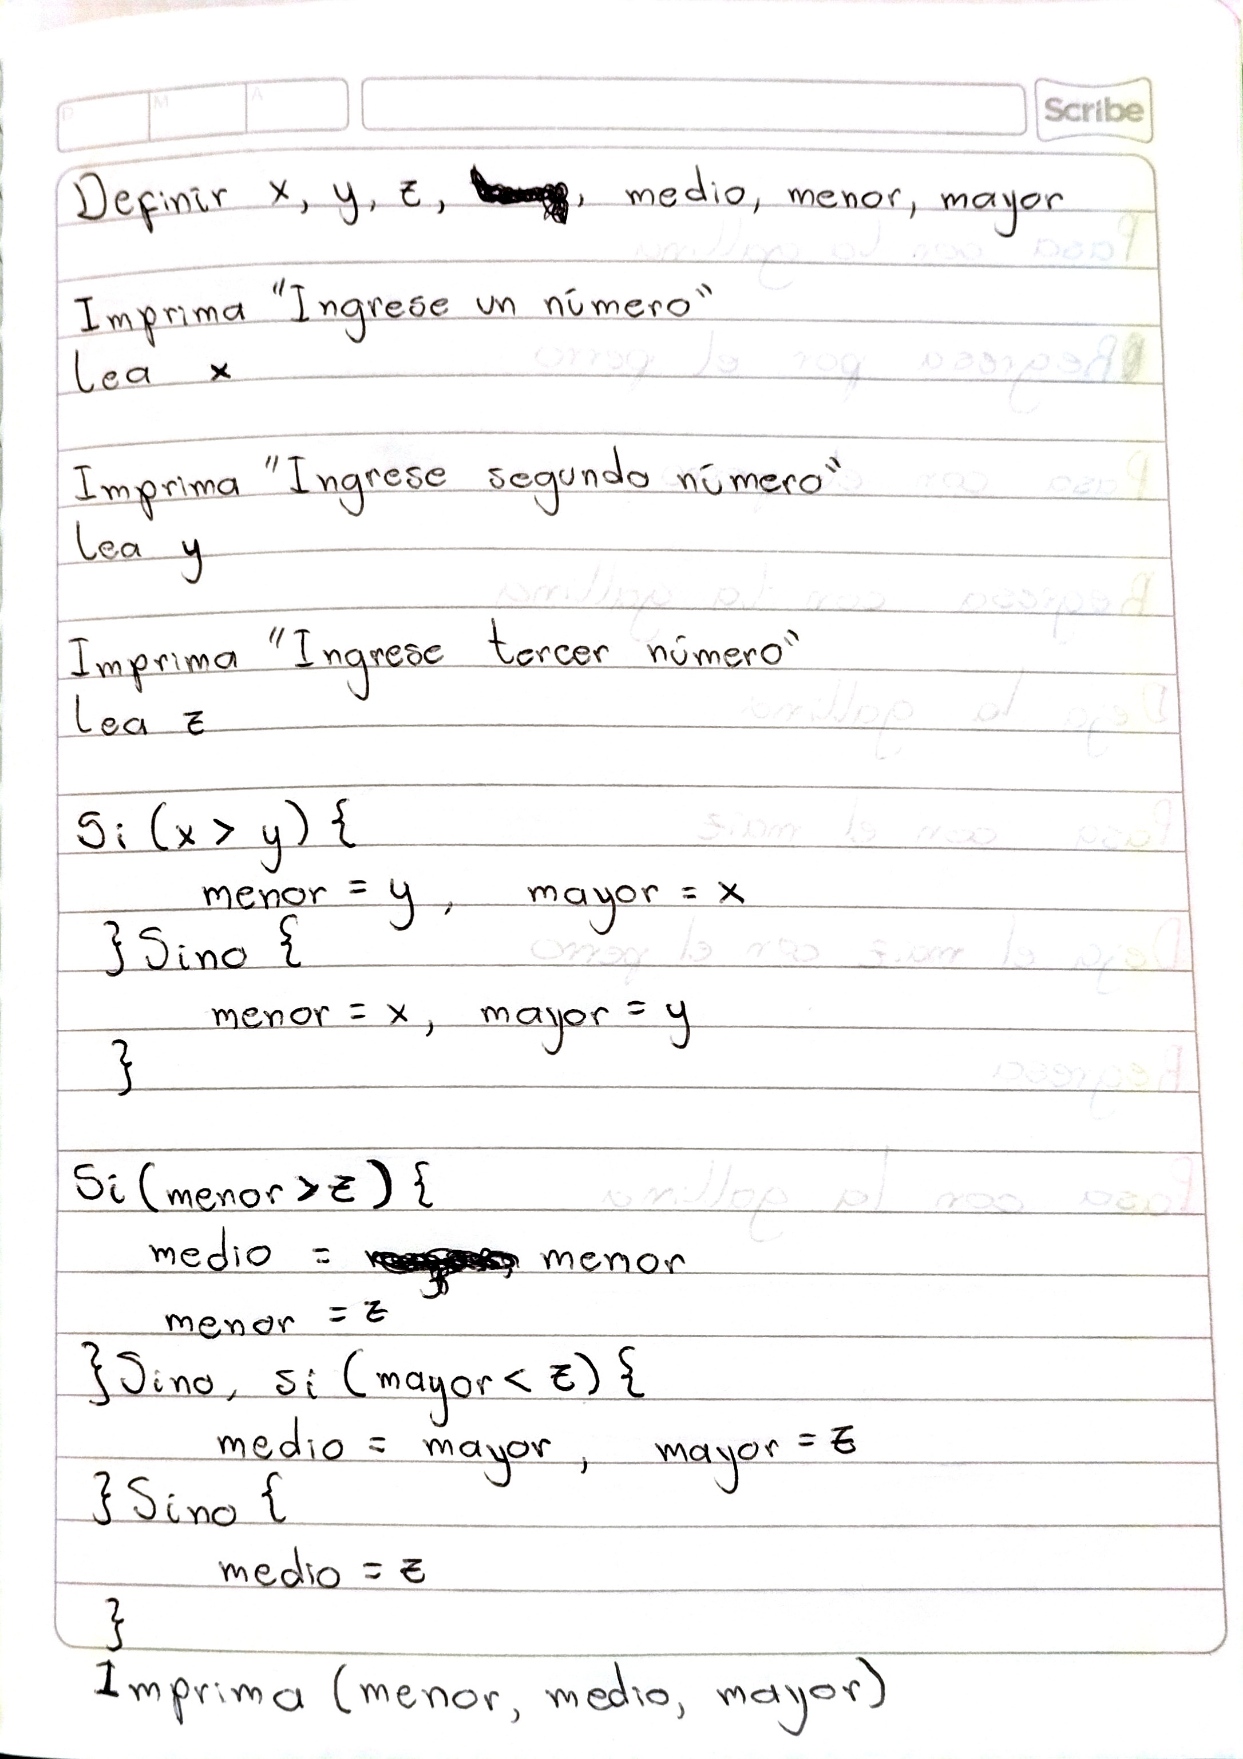 D M A Scribe
Definir x, y, z, , medio, menor, mayor
Imprima "Ingrese un número"
Lea x
Imprima "Ingrese segundo número"
Lea y
Imprima "Ingrese tercer número"
Lea z
Si (x > y) {
menor = y, mayor = x
} Sino {
menor = x, mayor = y
}
Si (menor > z) {
medio = menor
menor = z
} Sino, si (mayor < z) {
medio = mayor, mayor = z
} Sino {
medio = z
}
Imprima (menor, medio, mayor)